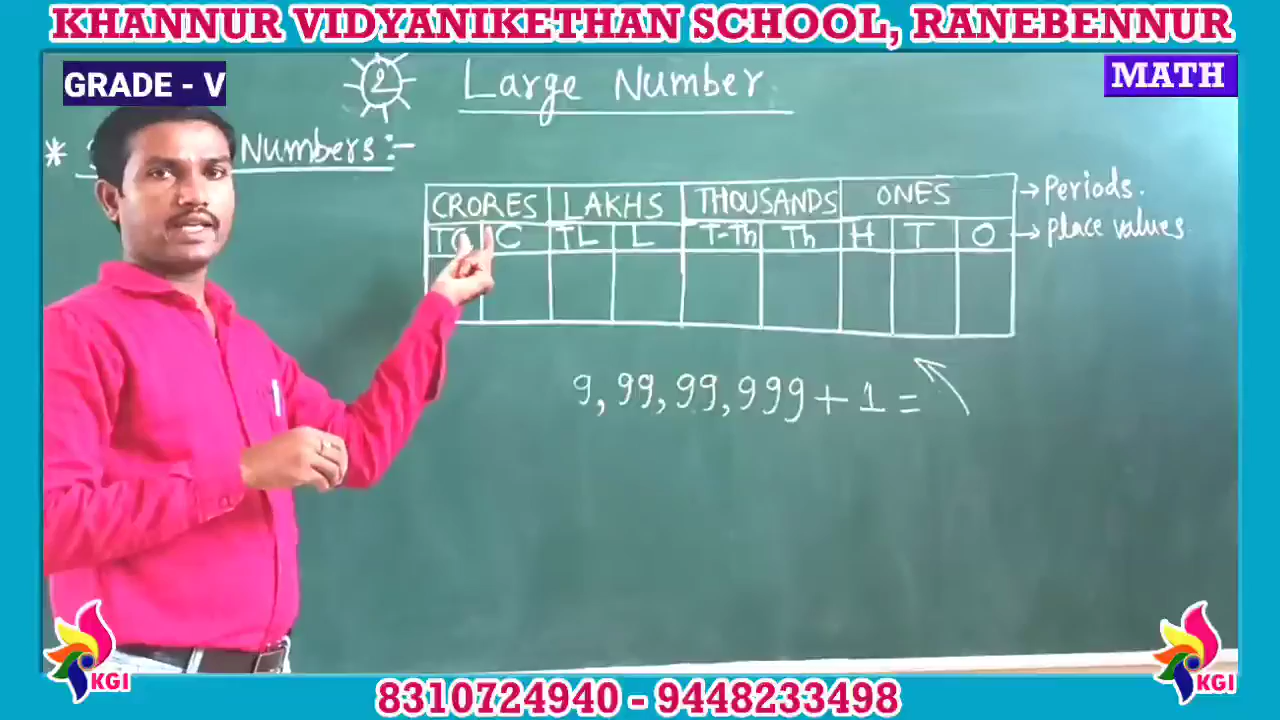 KHANNUR VIDYANIKETHAN SCHOOL, RANEBENNUR
GRADE - V
MATH
2 Large Number
* Numbers:-
CRORES LAKHS THOUSANDS ONES → Periods.
TC C TL L T-Th Th H T O → place values
9, 99, 99, 999 + 1 =
KGI
KGI
8310724940 - 9448233498